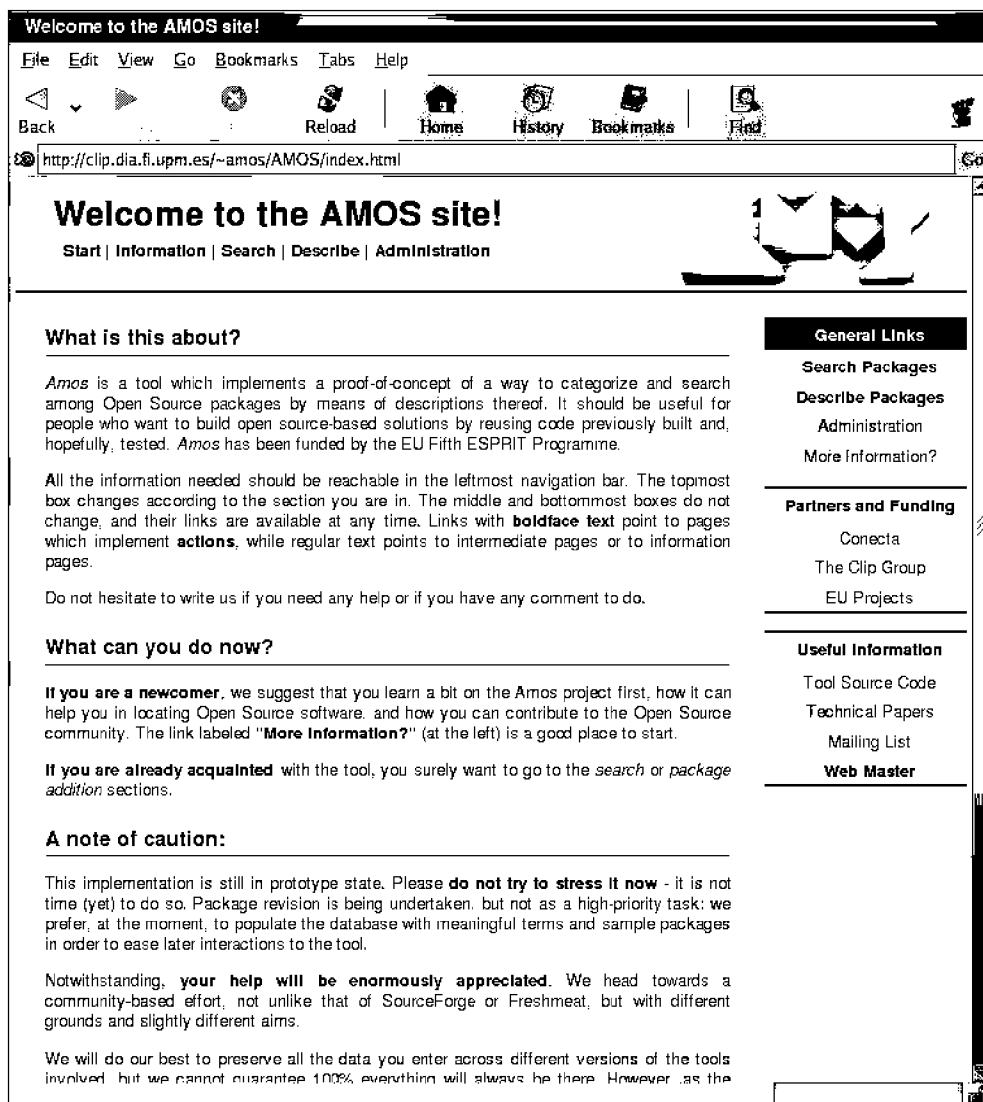 Welcome to the AMOS site!
File Edit View Go Bookmarks Tabs Help
Back Reload Home History Bookmarks Find
http://clip.dia.fi.upm.es/~amos/AMOS/index.html Go
Welcome to the AMOS site!
Start | Information | Search | Describe | Administration
What is this about?
Amos is a tool which implements a proof-of-concept of a way to categorize and search
among Open Source packages by means of descriptions thereof. It should be useful for
people who want to build open source-based solutions by reusing code previously built and,
hopefully, tested. Amos has been funded by the EU Fifth ESPRIT Programme.
All the information needed should be reachable in the leftmost navigation bar. The topmost
box changes according to the section you are in. The middle and bottommost boxes do not
change, and their links are available at any time. Links with boldface text point to pages
which implement actions, while regular text points to intermediate pages or to information
pages.
Do not hesitate to write us if you need any help or if you have any comment to do.
What can you do now?
If you are a newcomer, we suggest that you learn a bit on the Amos project first, how it can
help you in locating Open Source software, and how you can contribute to the Open Source
community. The link labeled "More Information?" (at the left) is a good place to start.
If you are already acquainted with the tool, you surely want to go to the search or package
addition sections.
A note of caution:
This implementation is still in prototype state. Please do not try to stress it now - it is not
time (yet) to do so. Package revision is being undertaken, but not as a high-priority task: we
prefer, at the moment, to populate the database with meaningful terms and sample packages
in order to ease later interactions to the tool.
Notwithstanding, your help will be enormously appreciated. We head towards a
community-based effort, not unlike that of SourceForge or Freshmeat, but with different
grounds and slightly different aims.
We will do our best to preserve all the data you enter across different versions of the tools
involved, but we cannot guarantee 100% everything will always be there. However, as the
General Links
Search Packages
Describe Packages
Administration
More Information?
Partners and Funding
Conecta
The Clip Group
EU Projects
Useful Information
Tool Source Code
Technical Papers
Mailing List
Web Master